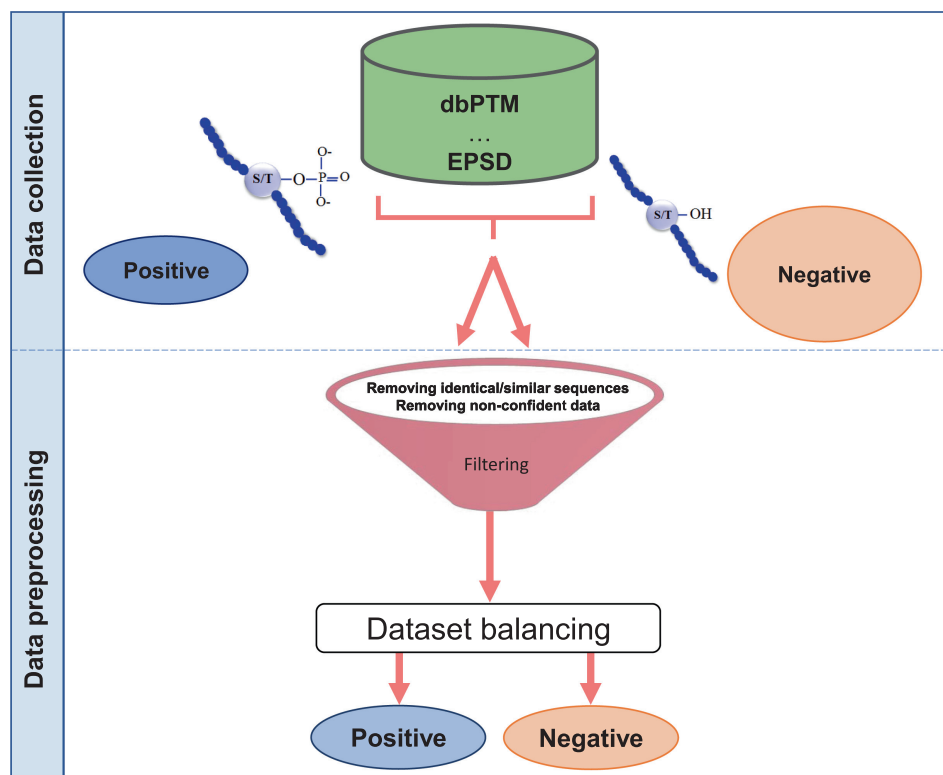 Data collection
dbPTM
...
EPSD
O-
S/T-O-P=O
O-
S/T-OH
Positive
Negative
Data preprocessing
Removing identical/similar sequences
Removing non-confident data
Filtering
Dataset balancing
Positive
Negative